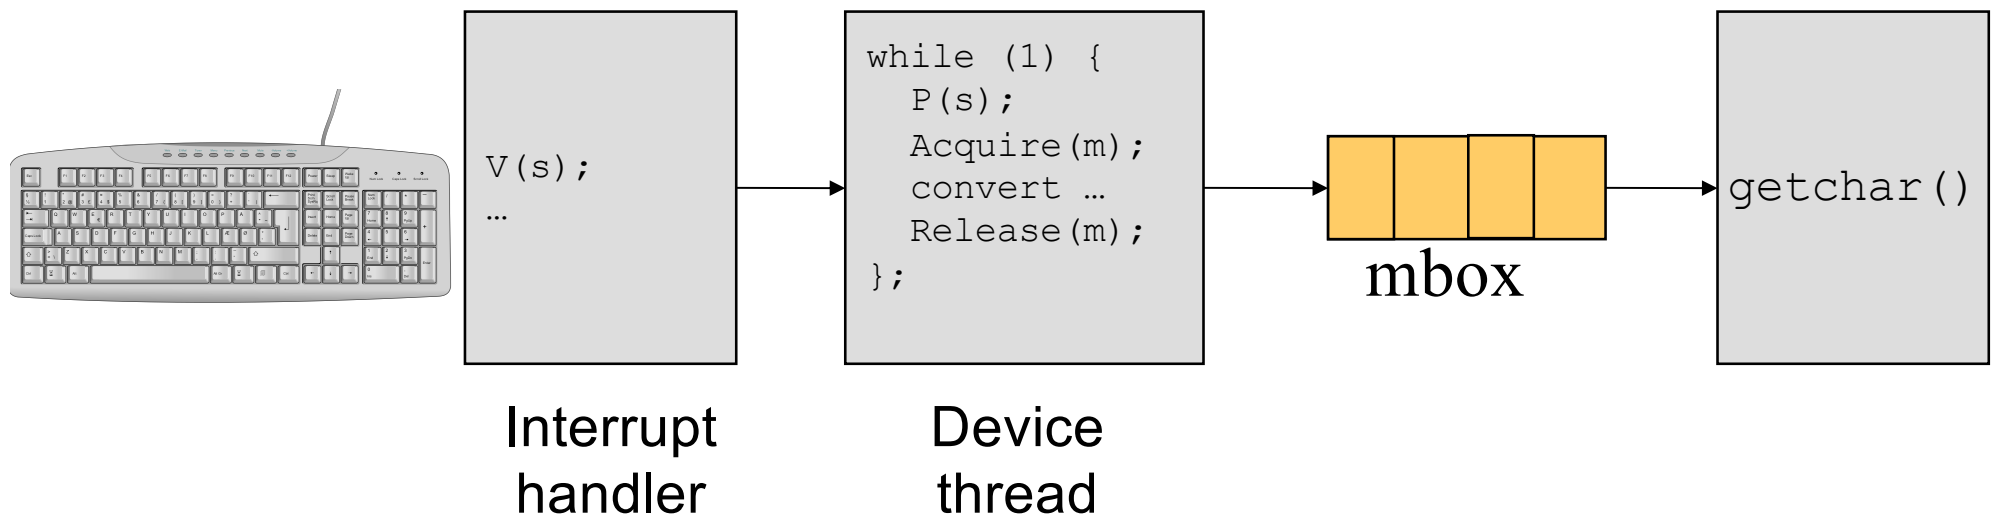 V(s);
…
while (1) {
P(s);
Acquire(m);
convert …
Release(m);
};
mbox
getchar()
Interrupt
handler
Device
thread